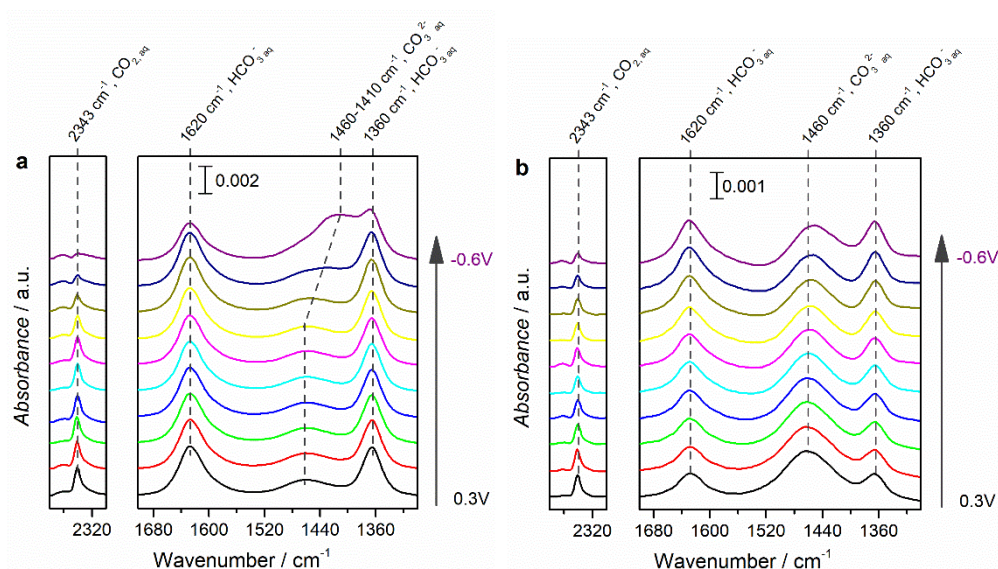 2343 cm⁻¹, CO₂,aq
1620 cm⁻¹, HCO₃⁻aq
1460-1410 cm⁻¹, CO₃²⁻aq
1360 cm⁻¹, HCO₃⁻aq
a
0.002
-0.6V
0.3V
Absorbance / a.u.
2320
1680
1600
1520
1440
1360
Wavenumber / cm⁻¹
2343 cm⁻¹, CO₂,aq
1620 cm⁻¹, HCO₃⁻aq
1460 cm⁻¹, CO₃²⁻aq
1360 cm⁻¹, HCO₃⁻aq
b
0.001
-0.6V
0.3V
Absorbance / a.u.
2320
1680
1600
1520
1440
1360
Wavenumber / cm⁻¹